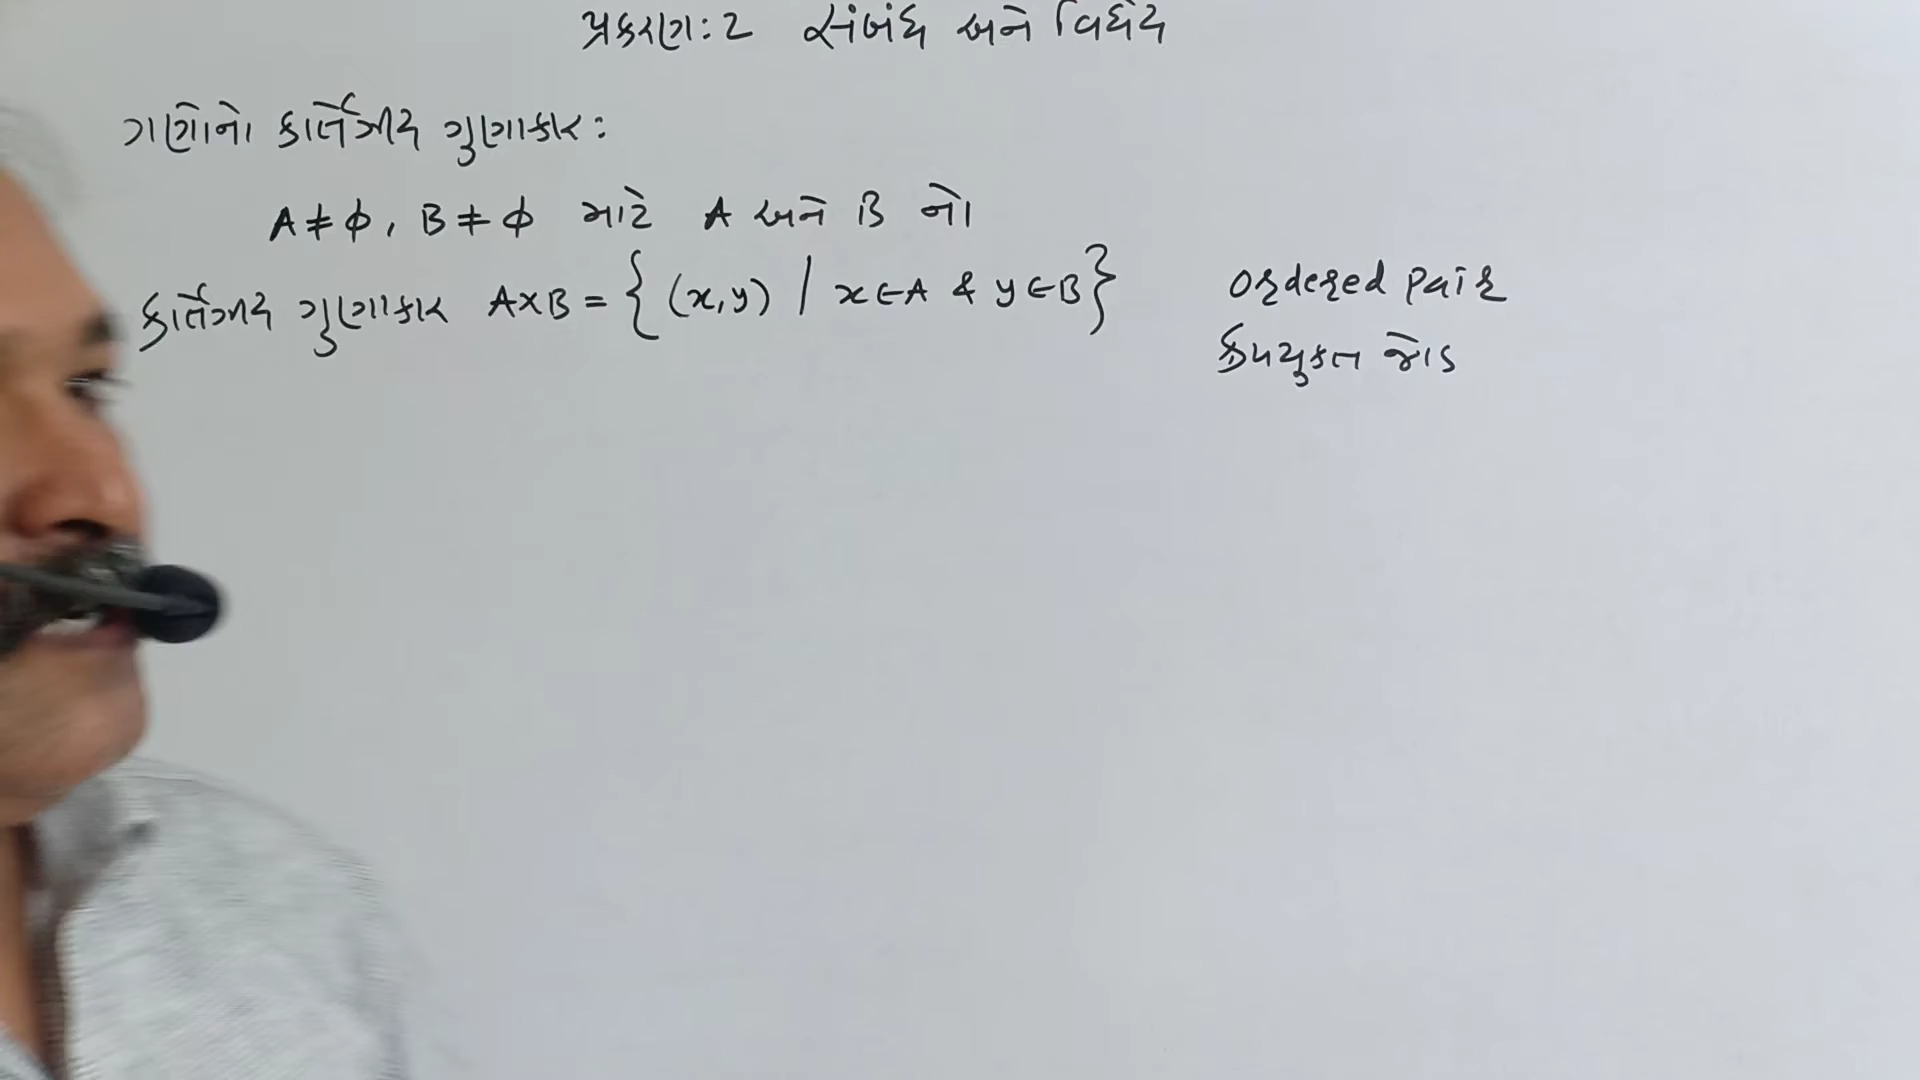 પ્રકરણ: 2 સંબંધ અને વિધેય
ગણોનો કાર્તેઝીય ગુણાકાર:
A ≠ ϕ, B ≠ ϕ માટે A અને B નો
કાર્તેઝીય ગુણાકાર A×B = { (x,y) / x∈A & y∈B }
ordered pair
ક્રમયુક્ત જોડ